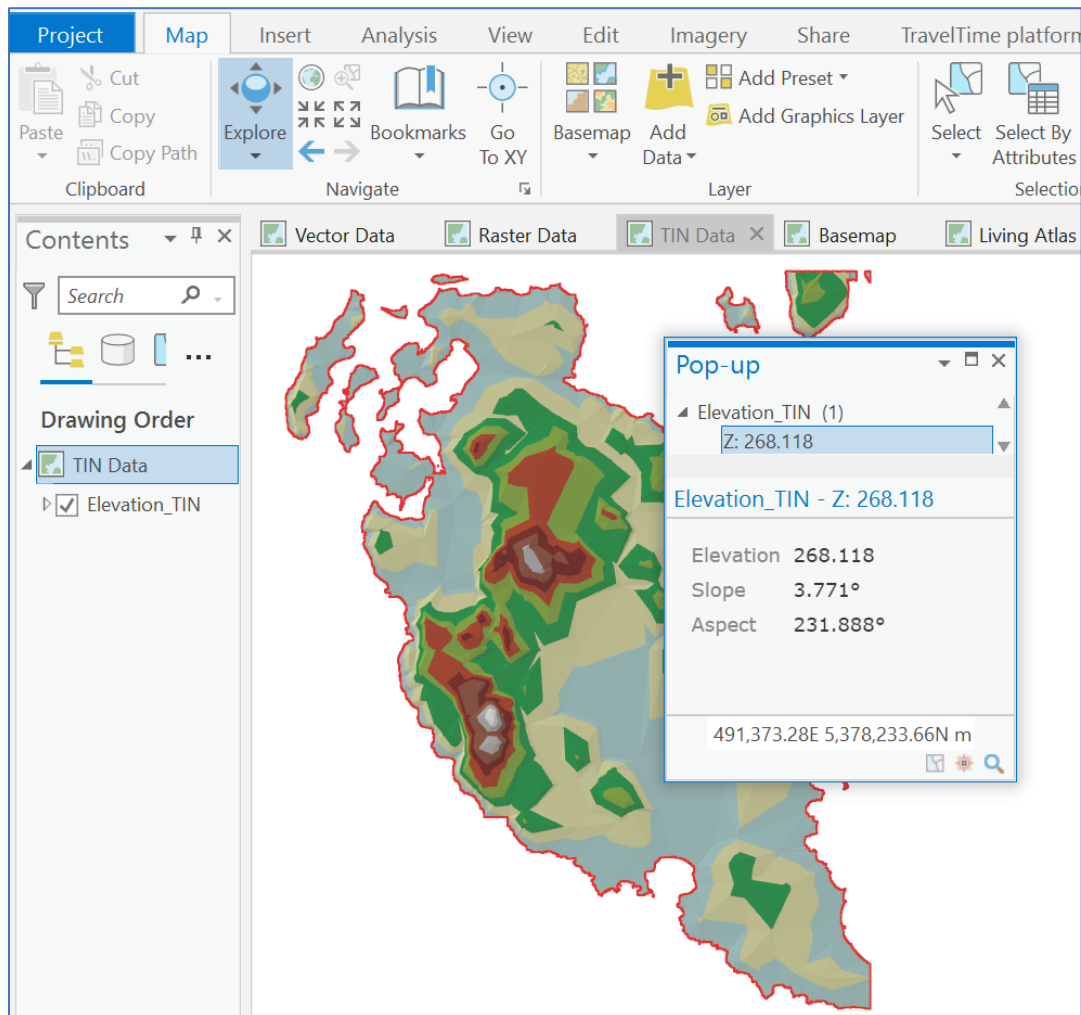 Project Map Insert Analysis View Edit Imagery Share TravelTime platform
Cut
Copy
Copy Path
Paste
Explore
Bookmarks
Go
To XY
Basemap
Add
Data
Add Preset
Add Graphics Layer
Select
Select By
Attributes
Clipboard Navigate Layer Selection
Contents
Vector Data Raster Data TIN Data Basemap Living Atlas
Search
Drawing Order
TIN Data
Elevation_TIN
Pop-up
Elevation_TIN (1)
Z: 268.118
Elevation_TIN - Z: 268.118
Elevation 268.118
Slope 3.771°
Aspect 231.888°
491,373.28E 5,378,233.66N m